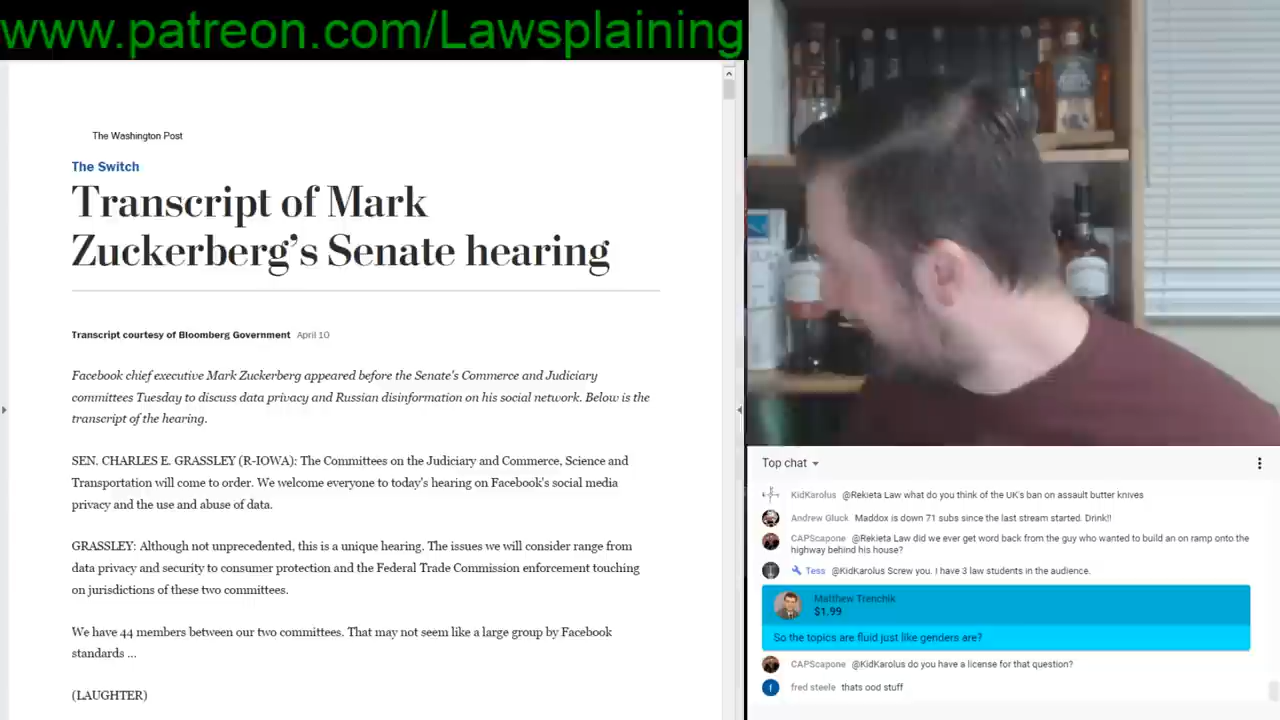 www.patreon.com/Lawsplaining
The Washington Post
The Switch
Transcript of Mark
Zuckerberg’s Senate hearing
Transcript courtesy of Bloomberg Government April 10
Facebook chief executive Mark Zuckerberg appeared before the Senate's Commerce and Judiciary
committees Tuesday to discuss data privacy and Russian disinformation on his social network. Below is the
transcript of the hearing.
SEN. CHARLES E. GRASSLEY (R-IOWA): The Committees on the Judiciary and Commerce, Science and
Transportation will come to order. We welcome everyone to today's hearing on Facebook's social media
privacy and the use and abuse of data.
GRASSLEY: Although not unprecedented, this is a unique hearing. The issues we will consider range from
data privacy and security to consumer protection and the Federal Trade Commission enforcement touching
on jurisdictions of these two committees.
We have 44 members between our two committees. That may not seem like a large group by Facebook
standards ...
(LAUGHTER)
Top chat
KidKarolus @Rekieta Law what do you think of the UK's ban on assault butter knives
Andrew Gluck Maddox is down 71 subs since the last stream started. Drink!!
CAPScapone @Rekieta Law did we ever get word back from the guy who wanted to build an on ramp onto the
highway behind his house?
Tess @KidKarolus Screw you. I have 3 law students in the audience.
Matthew Trenchik
$1.99
So the topics are fluid just like genders are?
CAPScapone @KidKarolus do you have a license for that question?
f
fred steele thats ood stuff